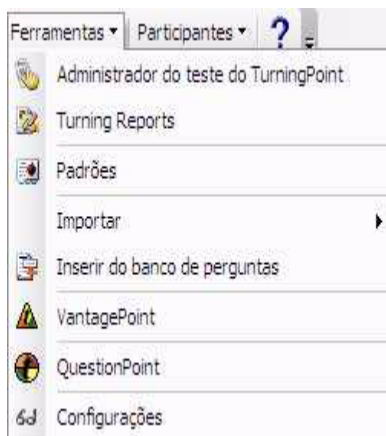 Ferramentas Participantes ?
Administrador do teste do TurningPoint
Turning Reports
Padrões
Importar
Inserir do banco de perguntas
VantagePoint
QuestionPoint
Configurações